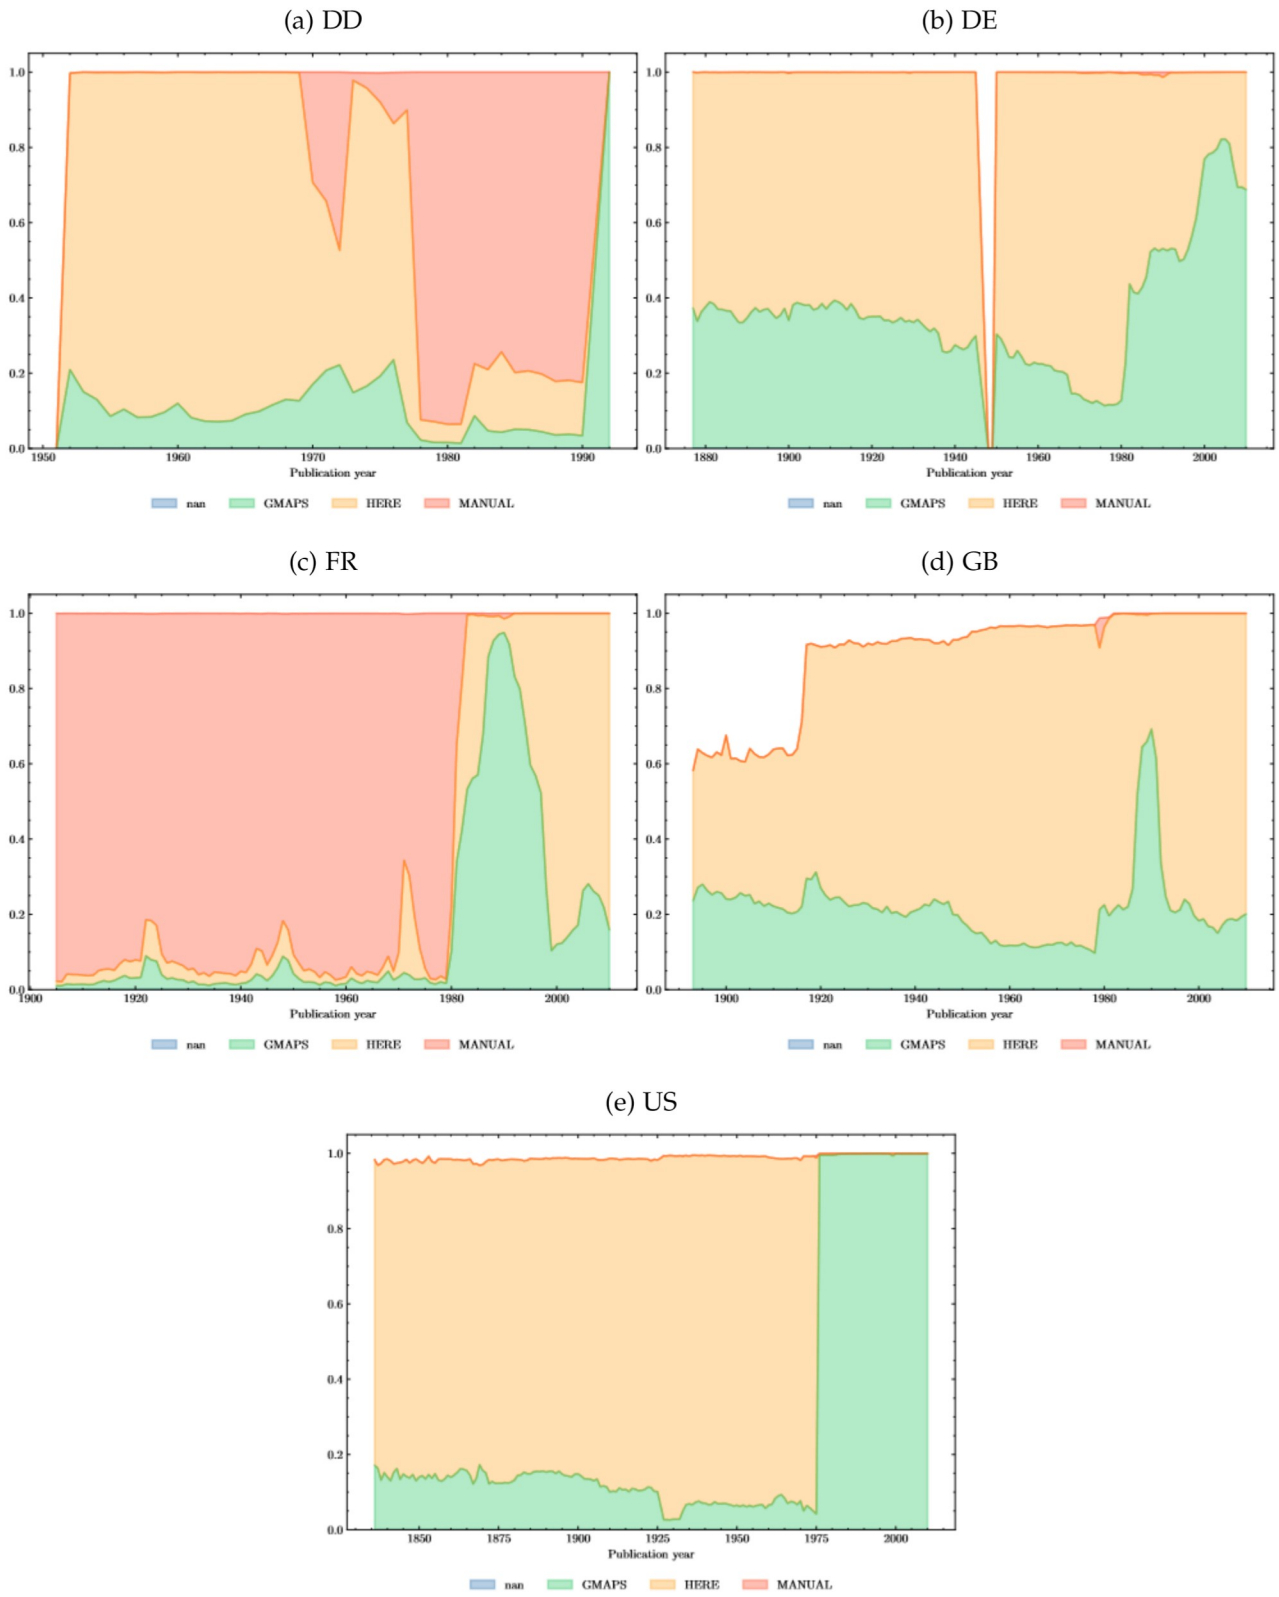 (a) DD
1.0
0.8
0.6
0.4
0.2
0.0
1950 1960 1970 1980 1990
Publication year
nan GMAPS HERE MANUAL
(b) DE
1.0
0.8
0.6
0.4
0.2
0.0
1880 1900 1920 1940 1960 1980 2000
Publication year
nan GMAPS HERE MANUAL
(c) FR
1.0
0.8
0.6
0.4
0.2
0.0
1900 1920 1940 1960 1980 2000
Publication year
nan GMAPS HERE MANUAL
(d) GB
1.0
0.8
0.6
0.4
0.2
0.0
1900 1920 1940 1960 1980 2000
Publication year
nan GMAPS HERE MANUAL
(e) US
1.0
0.8
0.6
0.4
0.2
0.0
1850 1875 1900 1925 1950 1975 2000
Publication year
nan GMAPS HERE MANUAL